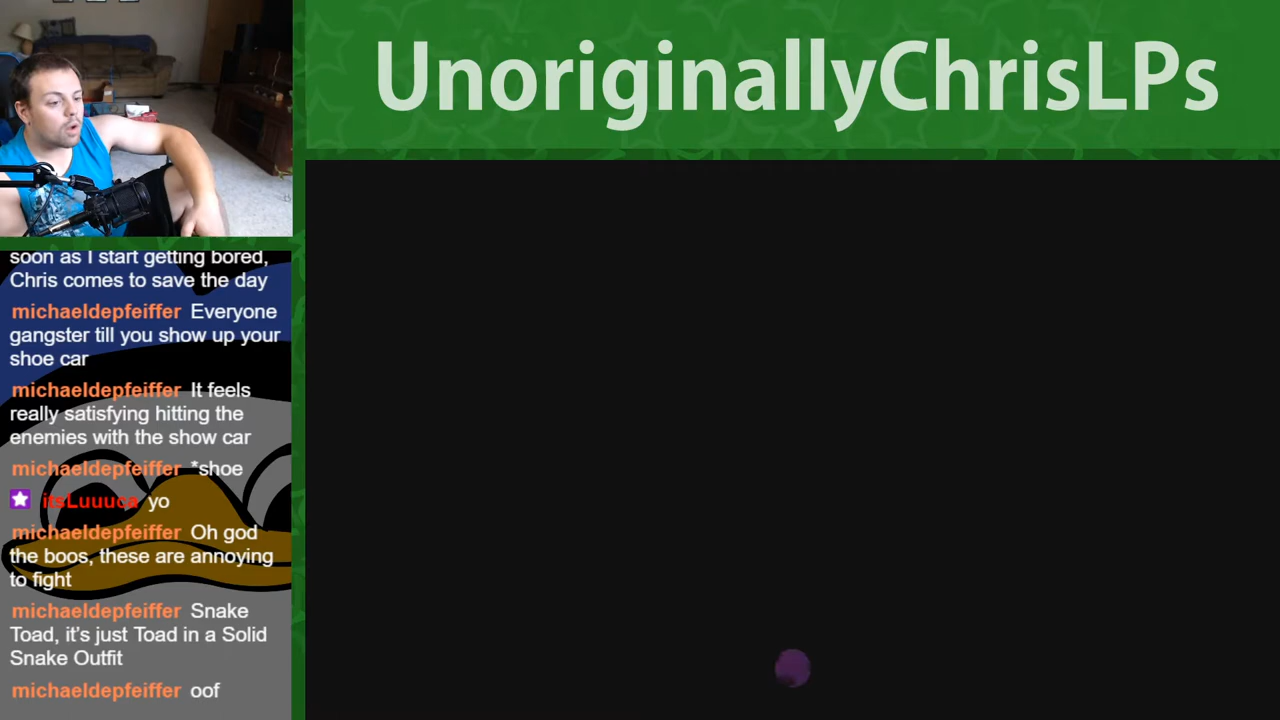 UnoriginallyChrisLPs
soon as I start getting bored,
Chris comes to save the day
michaeldepfeiffer Everyone
gangster till you show up your
shoe car
michaeldepfeiffer It feels
really satisfying hitting the
enemies with the show car
michaeldepfeiffer *shoe
itsLuuuca yo
michaeldepfeiffer Oh god
the boos, these are annoying
to fight
michaeldepfeiffer Snake
Toad, it's just Toad in a Solid
Snake Outfit
michaeldepfeiffer oof